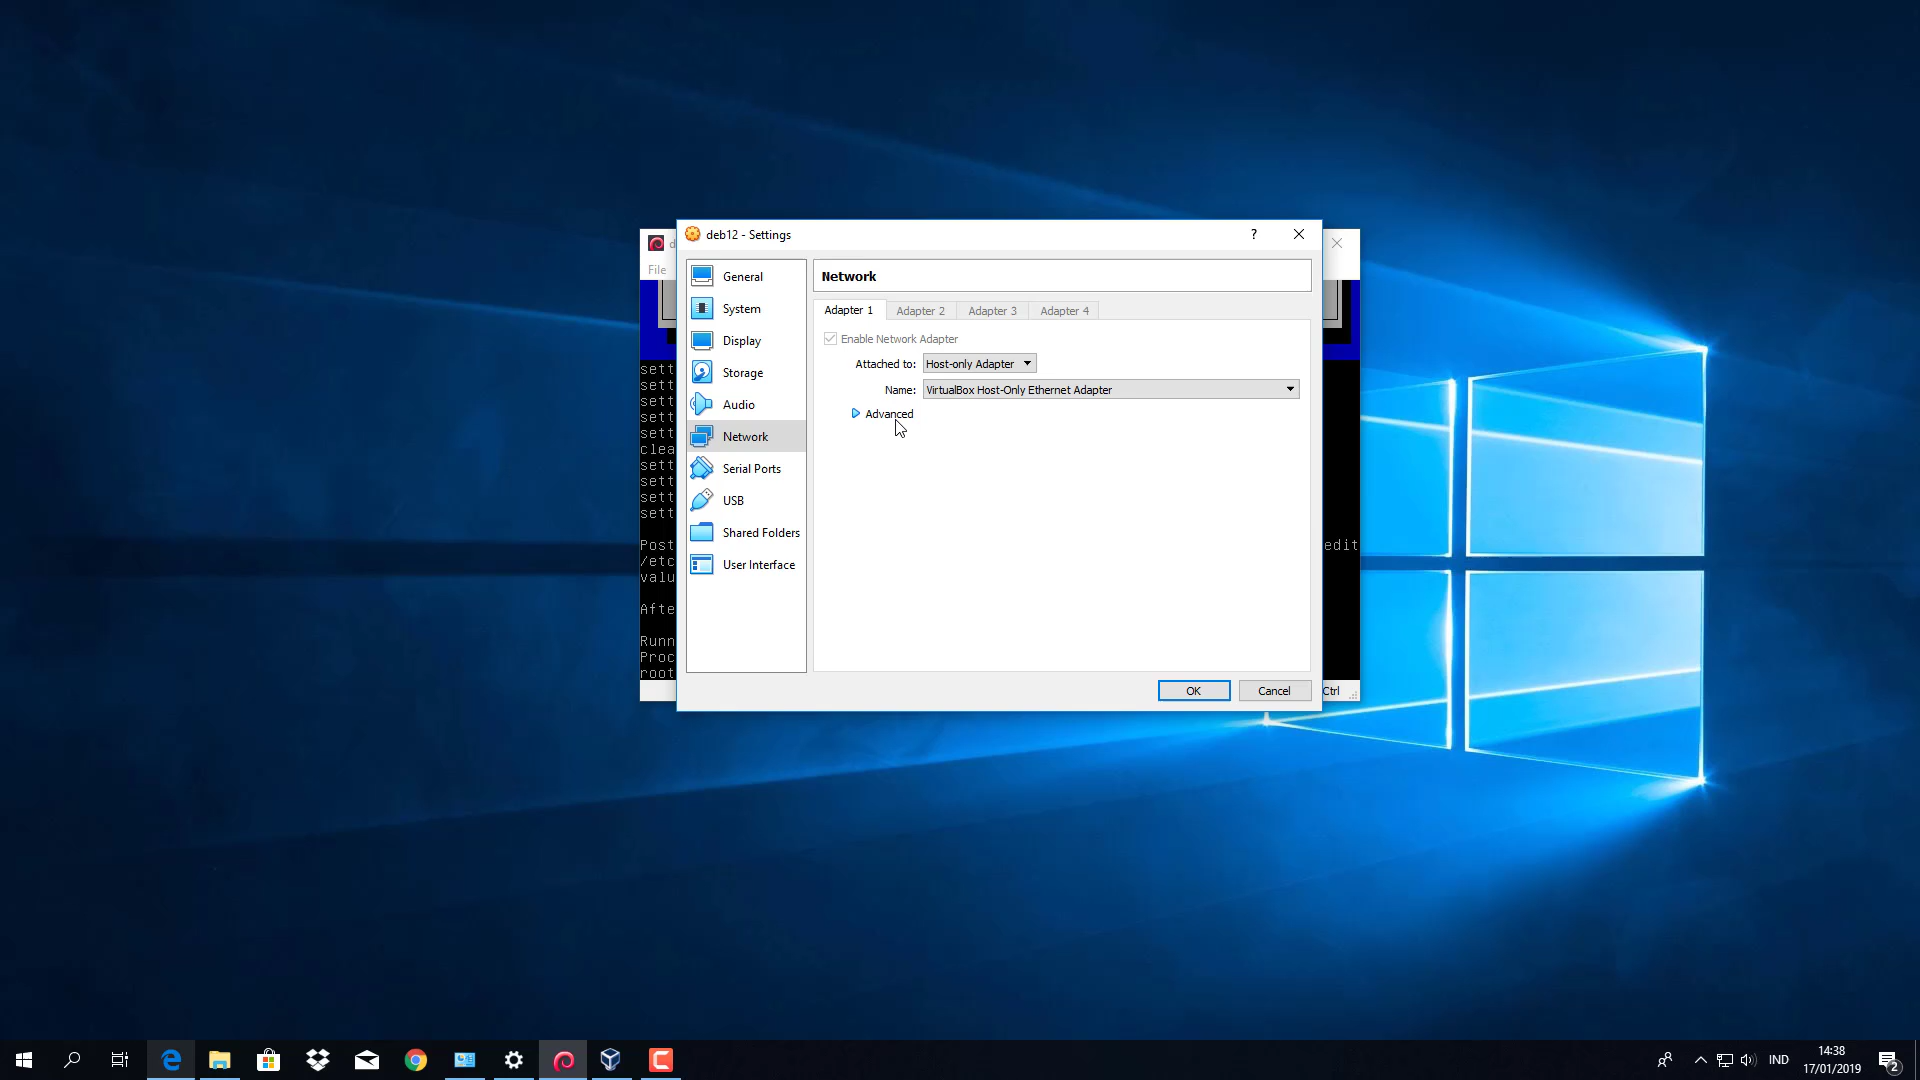 deb12 - Settings
?
d
File
General
System
Display
Storage
Audio
Network
Serial Ports
USB
Shared Folders
User Interface
Network
Adapter 1
Adapter 2
Adapter 3
Adapter 4
Enable Network Adapter
Attached to:
Host-only Adapter
Name:
VirtualBox Host-Only Ethernet Adapter
Advanced
OK
Cancel
Ctrl
sett
sett
sett
sett
sett
clea
sett
sett
sett
sett
Post
edit
/etc
valu
Afte
Runn
Proc
root
IND
14:38
17/01/2019
2